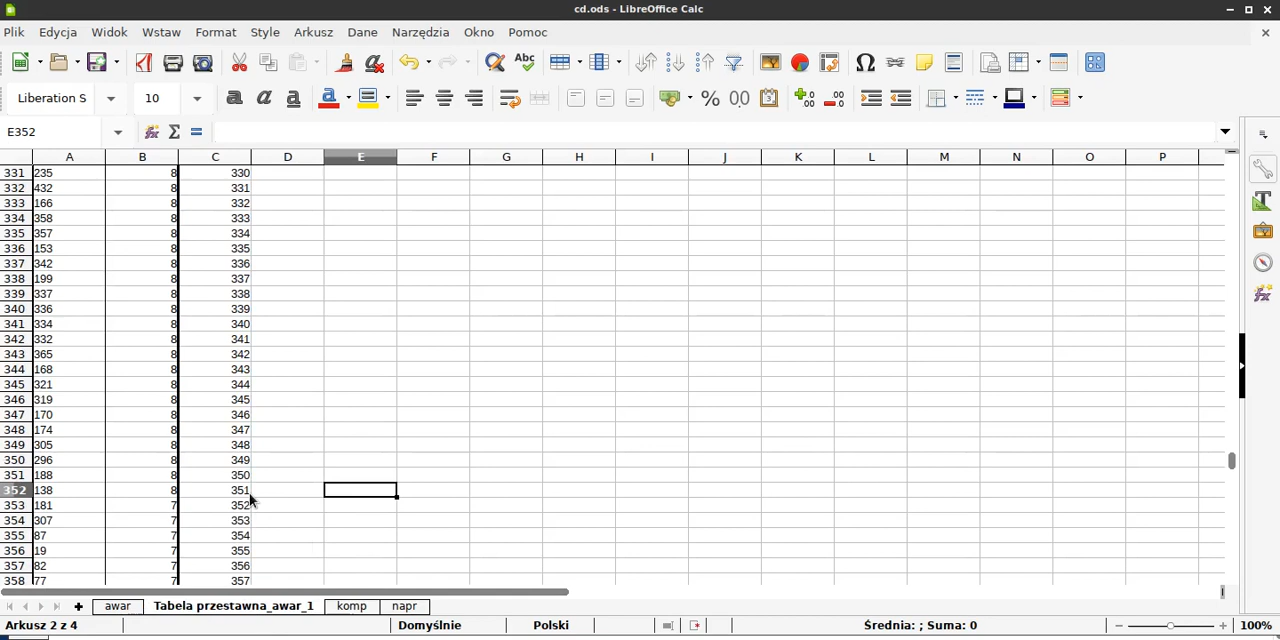 cd.ods - LibreOffice Calc
Plik Edycja Widok Wstaw Format Style Arkusz Dane Narzędzia Okno Pomoc
Liberation S 10
E352
A B C D E F G H I J K L M N O P
331 235 8 330
332 432 8 331
333 166 8 332
334 358 8 333
335 357 8 334
336 153 8 335
337 342 8 336
338 199 8 337
339 337 8 338
340 336 8 339
341 334 8 340
342 332 8 341
343 365 8 342
344 168 8 343
345 321 8 344
346 319 8 345
347 170 8 346
348 174 8 347
349 305 8 348
350 296 8 349
351 188 8 350
352 138 8 351
353 181 7 352
354 307 7 353
355 87 7 354
356 19 7 355
357 82 7 356
358 77 7 357
awar Tabela przestawna_awar_1 komp napr
Arkusz 2 z 4 Domyślnie Polski Średnia: ; Suma: 0 100%